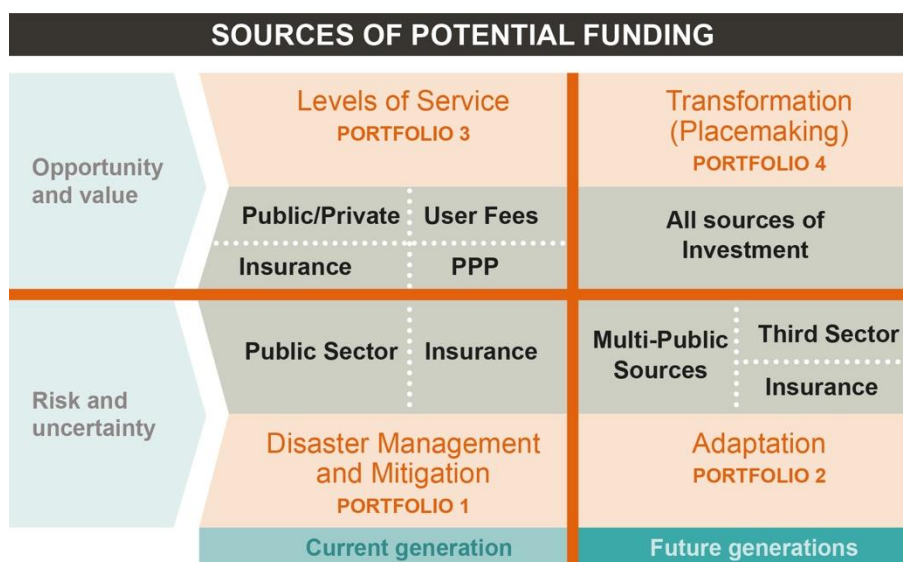 SOURCES OF POTENTIAL FUNDING
Opportunity
and value
Levels of Service
PORTFOLIO 3
Public/Private
User Fees
Insurance
PPP
Transformation
(Placemaking)
PORTFOLIO 4
All sources of
Investment
Risk and
uncertainty
Public Sector
Insurance
Disaster Management
and Mitigation
PORTFOLIO 1
Multi-Public
Sources
Third Sector
Insurance
Adaptation
PORTFOLIO 2
Current generation
Future generations